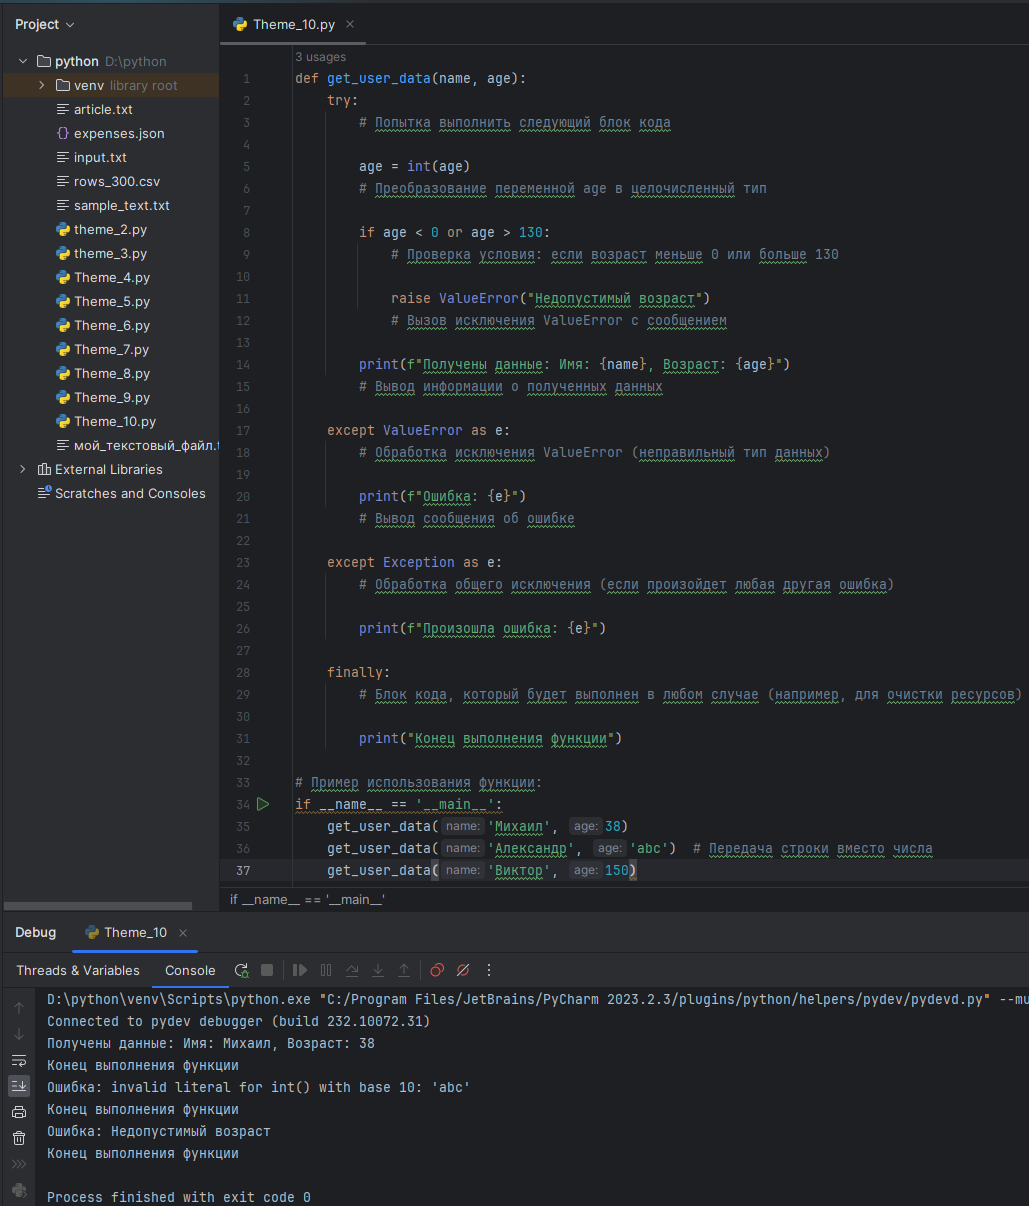 Project
Theme_10.py
python D:\python
venv library root
article.txt
expenses.json
input.txt
rows_300.csv
sample_text.txt
theme_2.py
theme_3.py
Theme_4.py
Theme_5.py
Theme_6.py
Theme_7.py
Theme_8.py
Theme_9.py
Theme_10.py
мой_текстовый_файл.
External Libraries
Scratches and Consoles
3 usages
1 def get_user_data(name, age):
2 try:
3 # Попытка выполнить следующий блок кода
4
5 age = int(age)
6 # Преобразование переменной age в целочисленный тип
7
8 if age < 0 or age > 130:
9 # Проверка условия: если возраст меньше 0 или больше 130
10
11 raise ValueError("Недопустимый возраст")
12 # Вызов исключения ValueError с сообщением
13
14 print(f"Получены данные: Имя: {name}, Возраст: {age}")
15 # Вывод информации о полученных данных
16
17 except ValueError as e:
18 # Обработка исключения ValueError (неправильный тип данных)
19
20 print(f"Ошибка: {e}")
21 # Вывод сообщения об ошибке
22
23 except Exception as e:
24 # Обработка общего исключения (если произойдет любая другая ошибка)
25
26 print(f"Произошла ошибка: {e}")
27
28 finally:
29 # Блок кода, который будет выполнен в любом случае (например, для очистки ресурсов)
30
31 print("Конец выполнения функции")
32
33 # Пример использования функции:
34 if __name__ == '__main__':
35 get_user_data( name: 'Михаил', age: 38)
36 get_user_data( name: 'Александр', age: 'abc') # Передача строки вместо числа
37 get_user_data( name: 'Виктор', age: 150)
if __name__ == '__main__'
Debug Theme_10
Threads & Variables Console
D:\python\venv\Scripts\python.exe "C:/Program Files/JetBrains/PyCharm 2023.2.3/plugins/python/helpers/pydev/pydevd.py" --mu
Connected to pydev debugger (build 232.10072.31)
Получены данные: Имя: Михаил, Возраст: 38
Конец выполнения функции
Ошибка: invalid literal for int() with base 10: 'abc'
Конец выполнения функции
Ошибка: Недопустимый возраст
Конец выполнения функции
Process finished with exit code 0